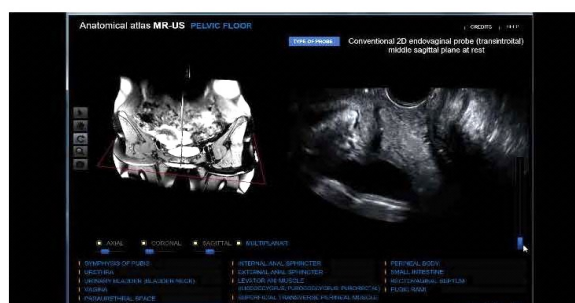 Anatomical atlas MR-US PELVIC FLOOR
CREDITS
HELP
TYPE OF PROBE
Conventional 2D endovaginal probe (transintroital)
middle sagittal plane at rest
AXIAL
CORONAL
SAGITTAL
MULTIPLANAR
SYMPHYSIS OF PUBIS
URETHRA
URINARY BLADDER (BLADDER NECK)
VAGINA
PARAURETHRAL SPACE
INTERNAL ANAL SPHINCTER
EXTERNAL ANAL SPHINCTER
LEVATOR ANI MUSCLE
SUPERFICIAL TRANSVERSE PERINEAL MUSCLE
PERINEAL BODY
SMALL INTESTINE
RECTOVAGINAL SEPTUM